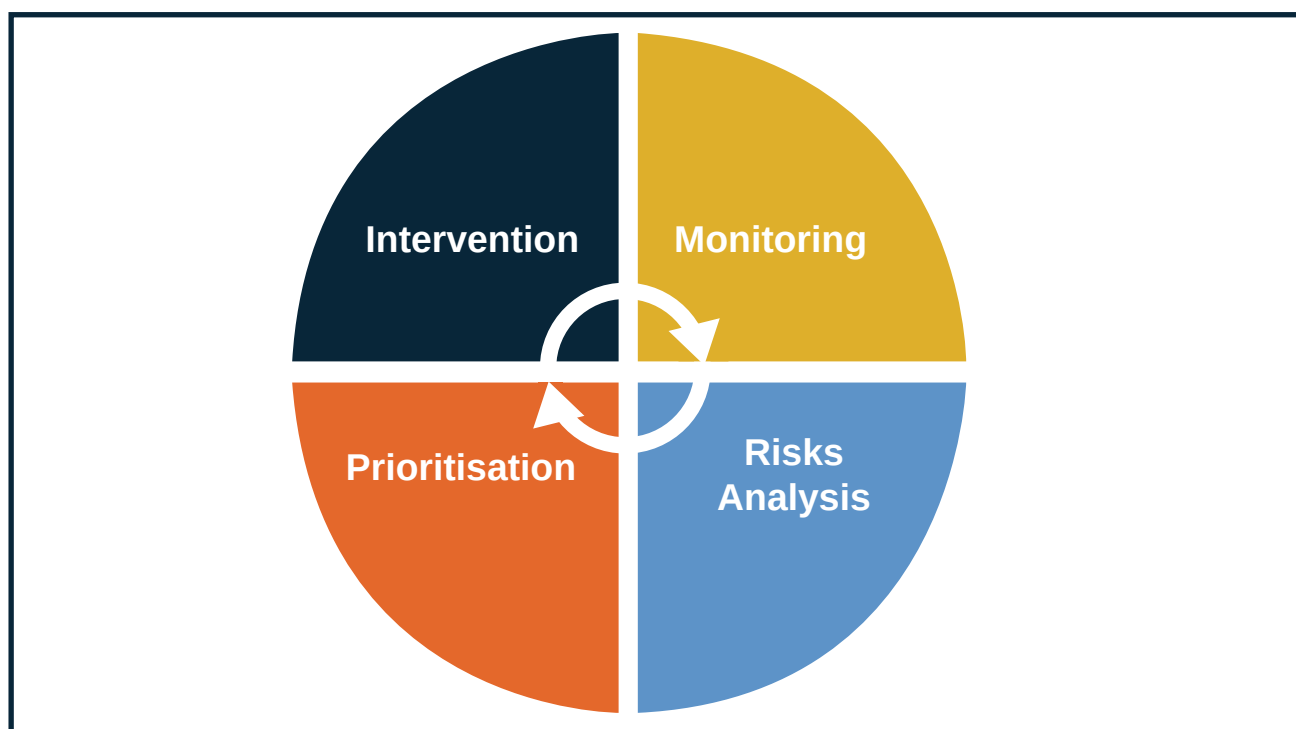 Intervention
Monitoring
Prioritisation
Risks
Analysis